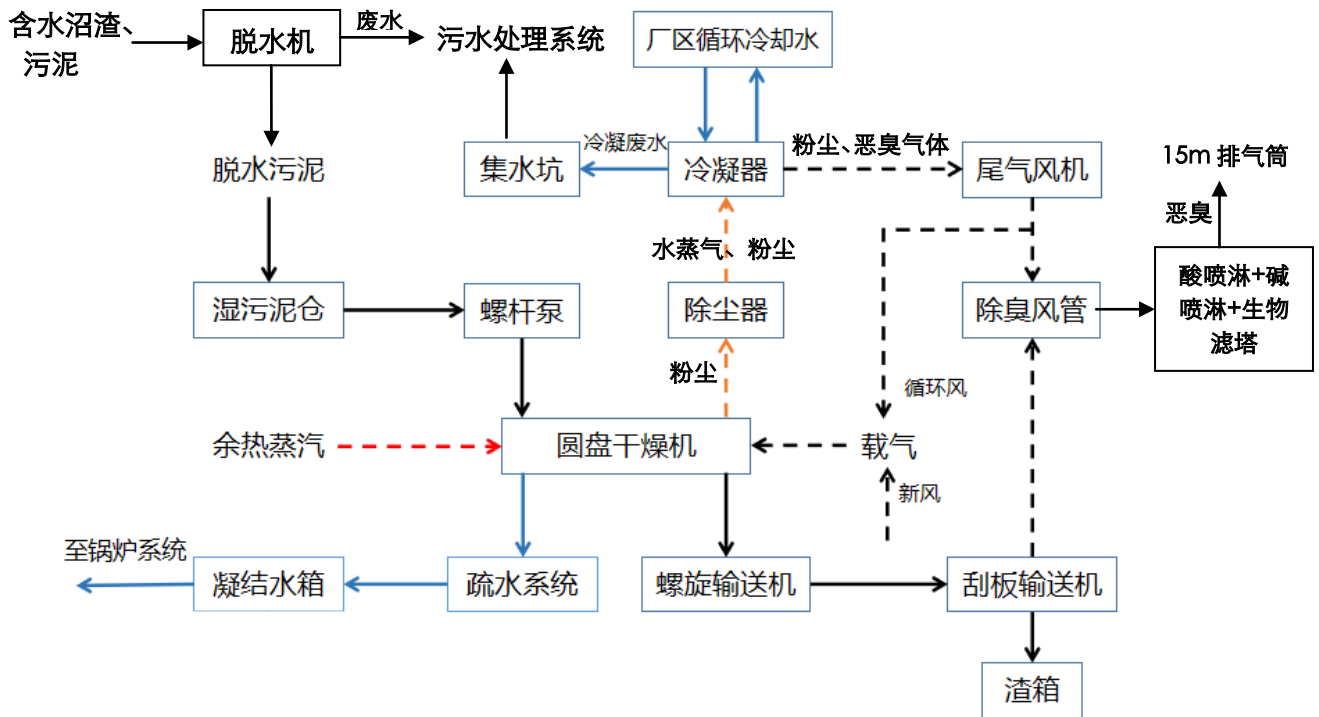 含水沼渣、
污泥
脱水机
废水
污水处理系统
厂区循环冷却水
脱水污泥
集水坑
冷凝废水
冷凝器
粉尘、恶臭气体
尾气风机
15m 排气筒
恶臭
水蒸气、粉尘
湿污泥仓
螺杆泵
除尘器
除臭风管
酸喷淋+碱
喷淋+生物
滤塔
粉尘
循环风
余热蒸汽
圆盘干燥机
载气
新风
至锅炉系统
凝结水箱
疏水系统
螺旋输送机
刮板输送机
渣箱